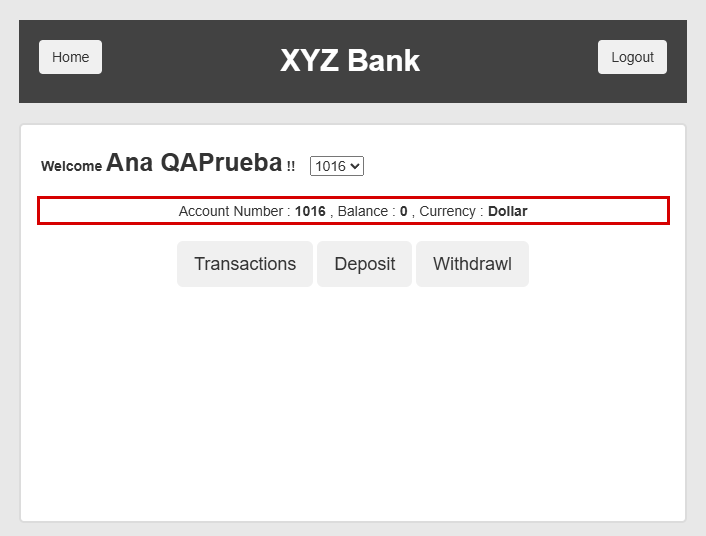 Home XYZ Bank Logout
Welcome Ana QAPrueba !! 1016
Account Number : 1016 , Balance : 0 , Currency : Dollar
Transactions Deposit Withdrawl